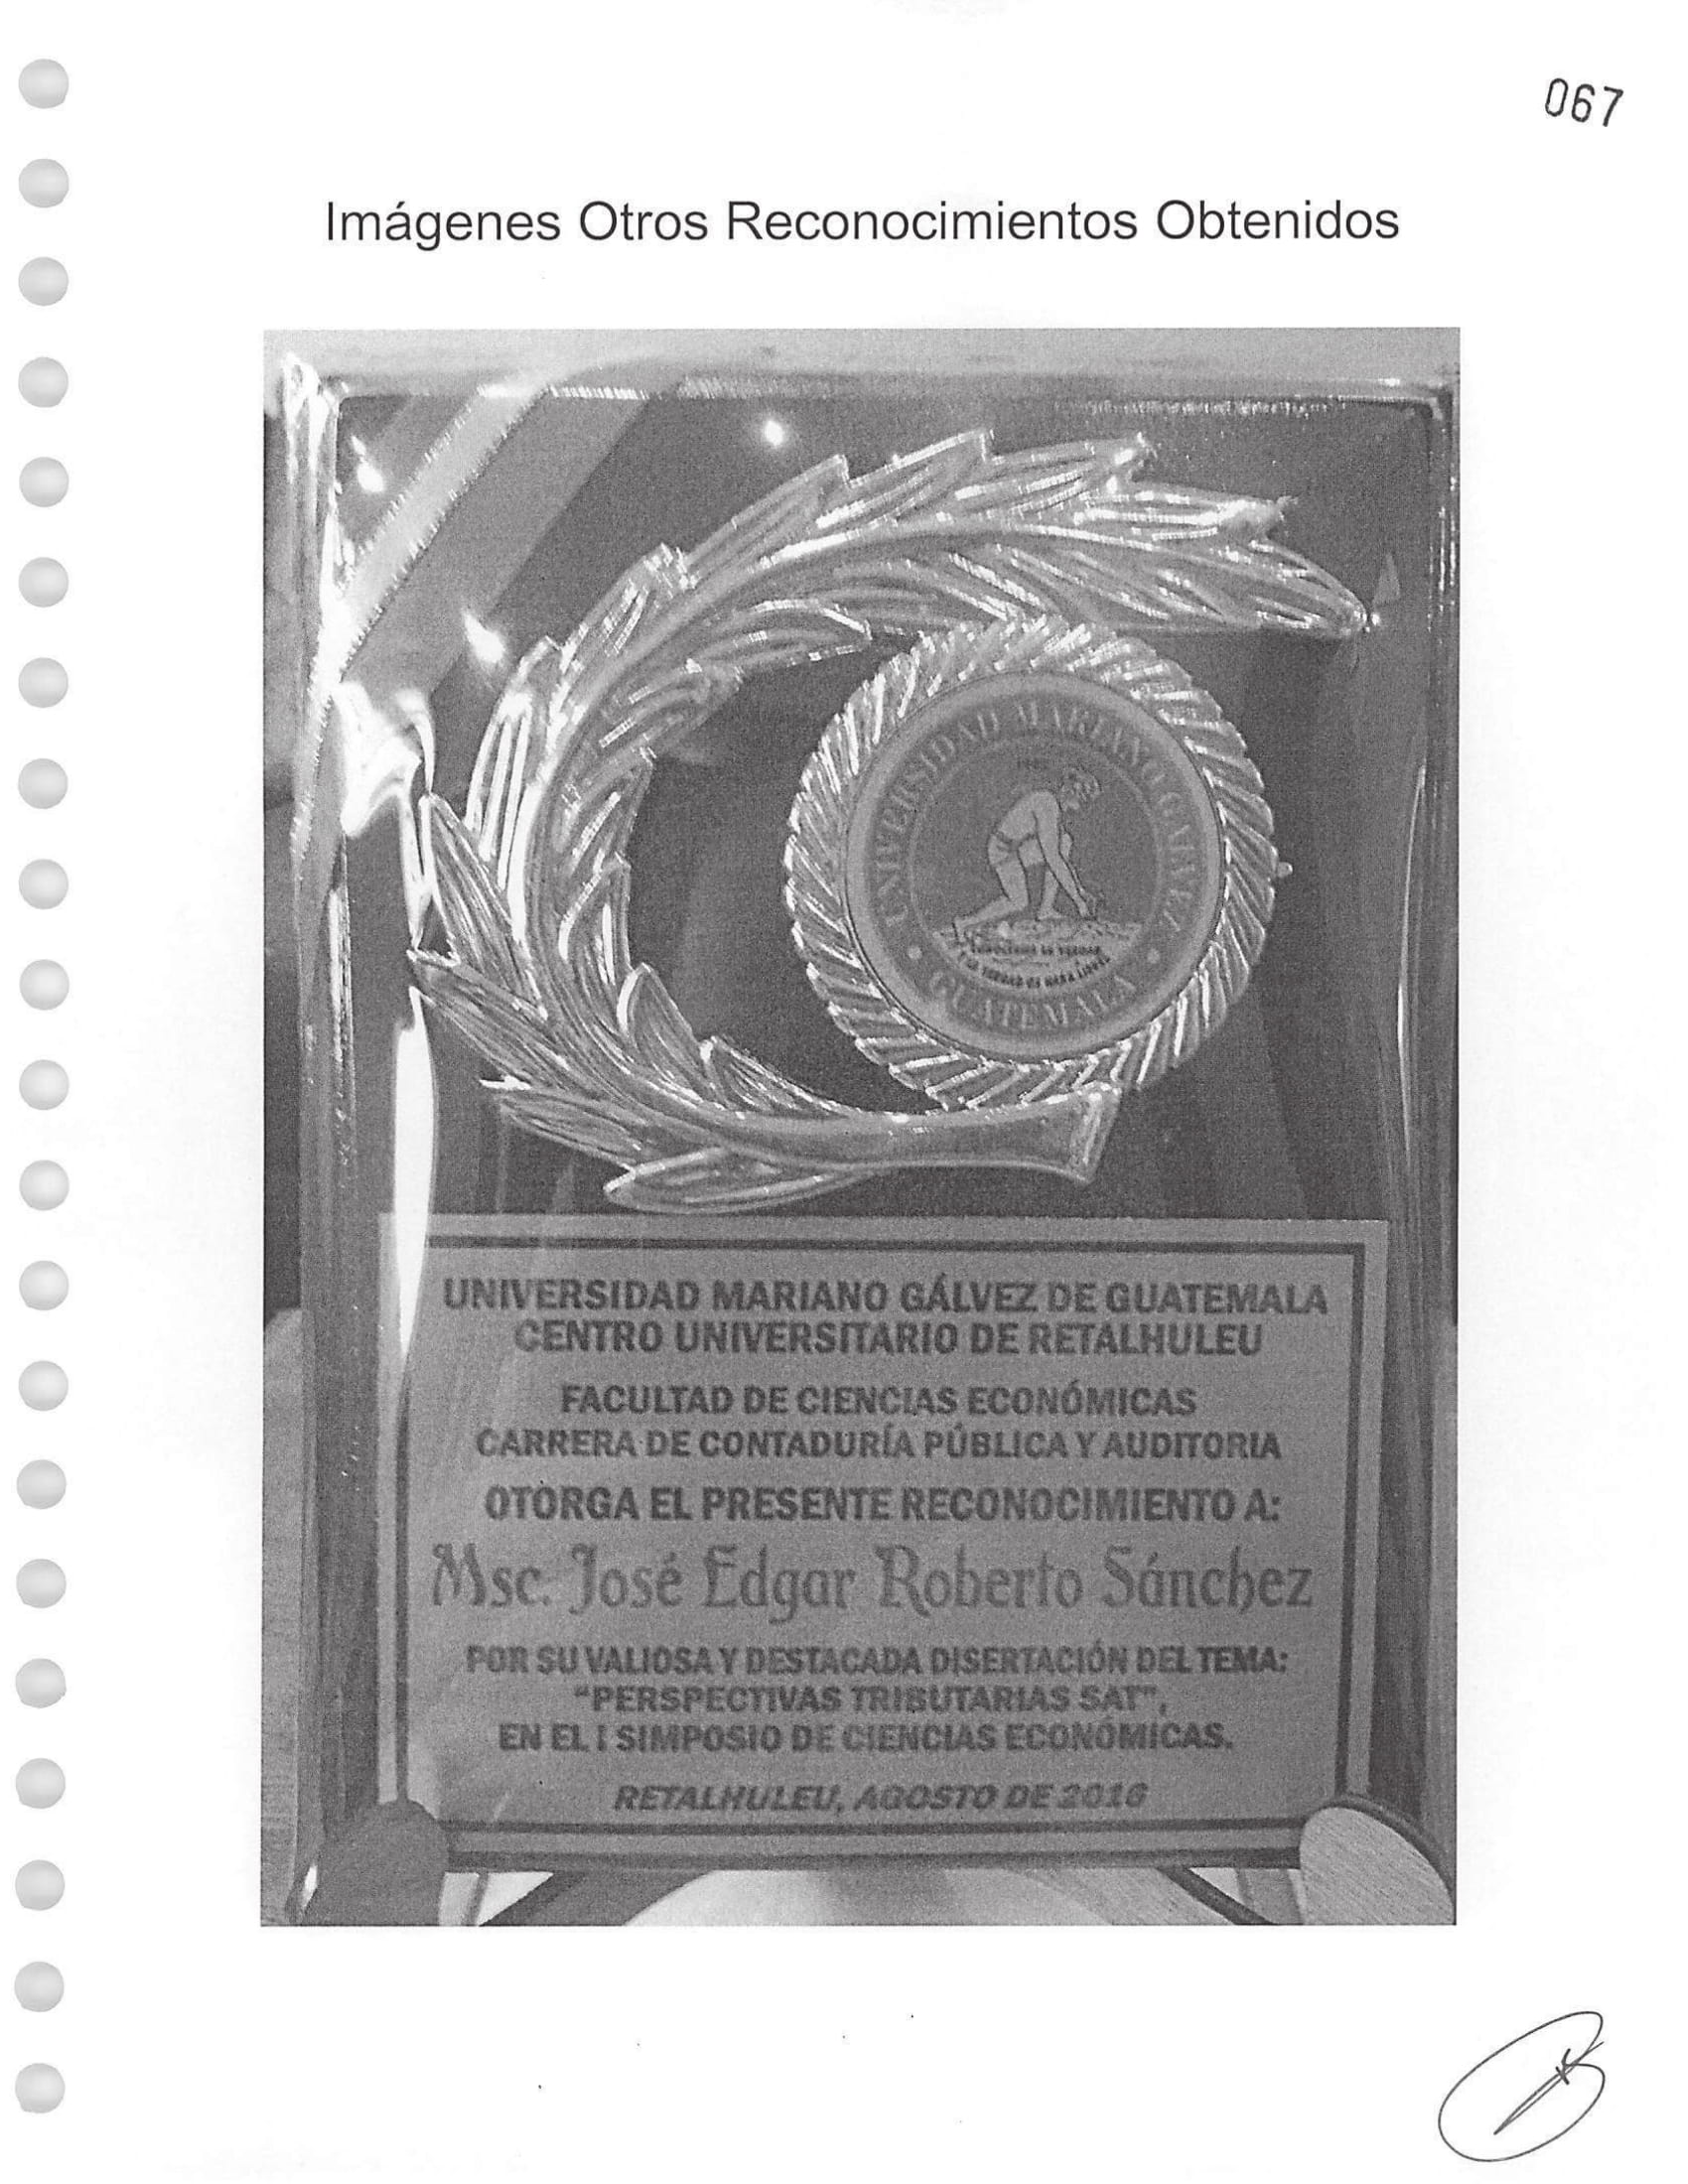 067
Imágenes Otros Reconocimientos Obtenidos
UNIVERSIDAD MARIANO GALVEZ
GUATEMALA
UNIVERSIDAD MARIANO GÁLVEZ DE GUATEMALA
CENTRO UNIVERSITARIO DE RETALHULEU
FACULTAD DE CIENCIAS ECONÓMICAS
CARRERA DE CONTADURÍA PÚBLICA Y AUDITORIA
OTORGA EL PRESENTE RECONOCIMIENTO A:
Msc. José Edgar Roberto Sánchez
POR SU VALIOSA Y DESTACADA DISERTACIÓN DEL TEMA:
"PERSPECTIVAS TRIBUTARIAS SAT",
EN EL I SIMPOSIO DE CIENCIAS ECONÓMICAS.
RETALHULEU, AGOSTO DE 2016